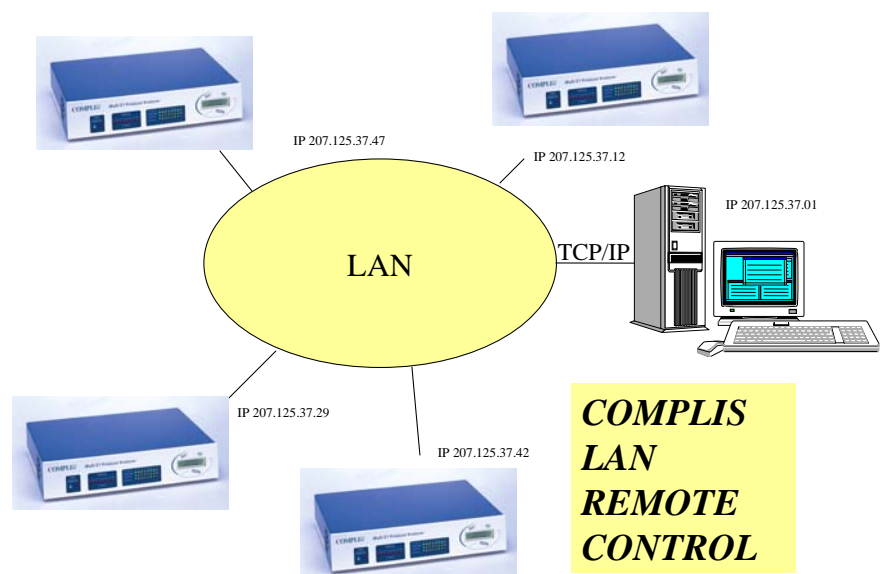 IP 207.125.37.47
IP 207.125.37.12
IP 207.125.37.01
LAN
TCP/IP
IP 207.125.37.29
IP 207.125.37.42
COMPLIS
LAN
REMOTE
CONTROL